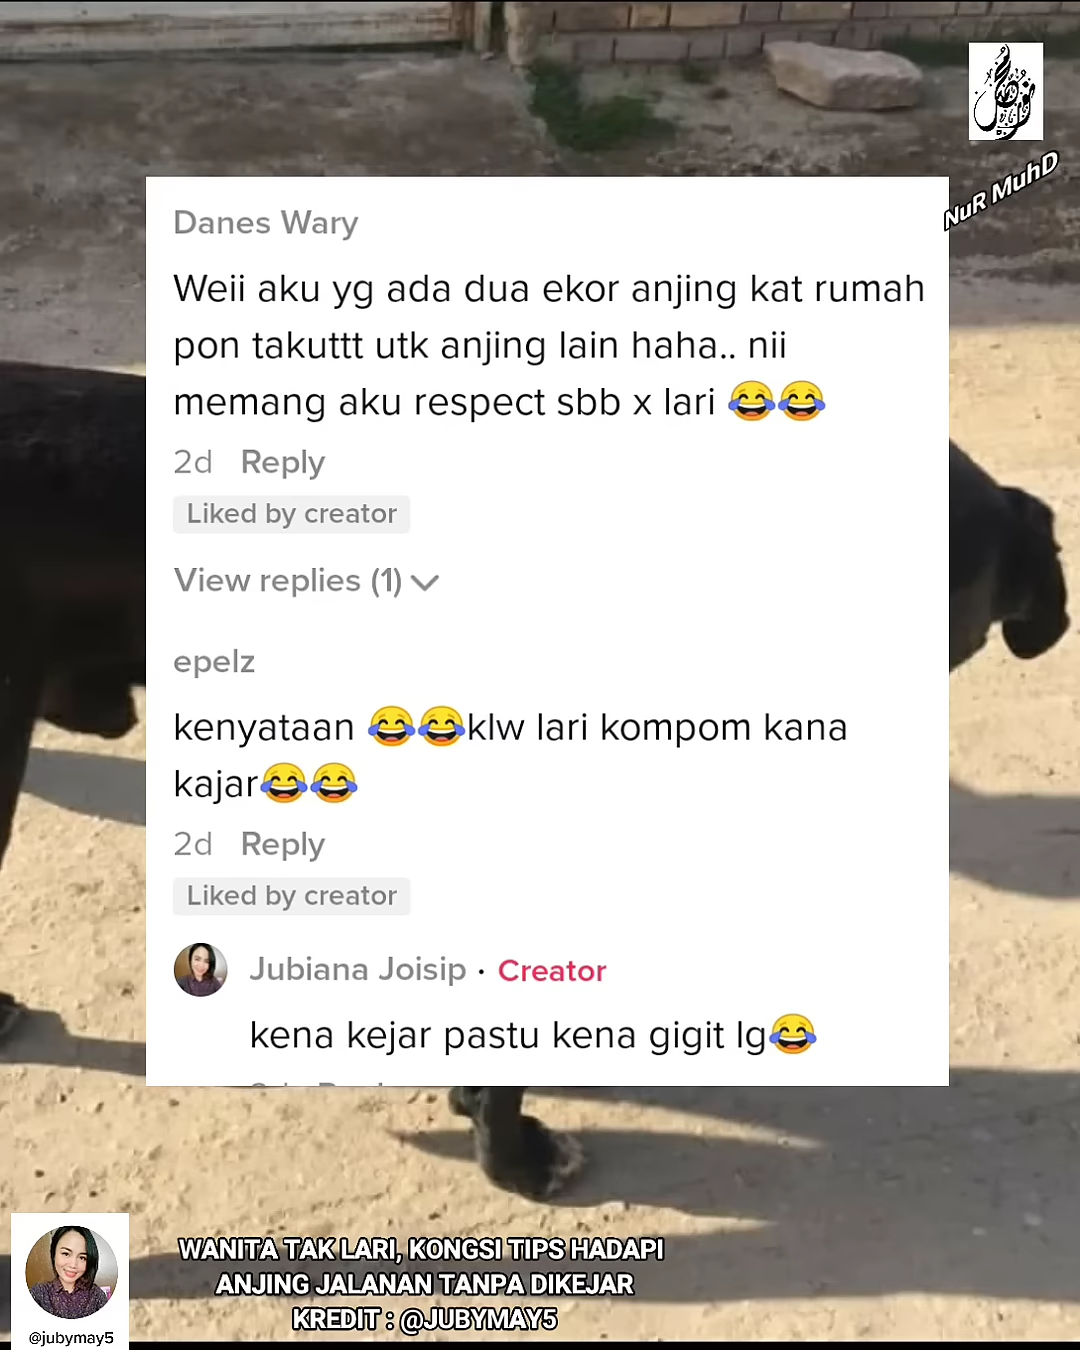 NuR MuhD
Danes Wary
Weii aku yg ada dua ekor anjing kat rumah
pon takuttt utk anjing lain haha.. nii
memang aku respect sbb x lari 😂😂
2d Reply
Liked by creator
View replies (1)
epelz
kenyataan 😂😂klw lari kompom kana
kajar😂😂
2d Reply
Liked by creator
Jubiana Joisip · Creator
kena kejar pastu kena gigit lg😂
WANITA TAK LARI, KONGSI TIPS HADAPI
ANJING JALANAN TANPA DIKEJAR
KREDIT : @JUBYMAY5
@jubymay5